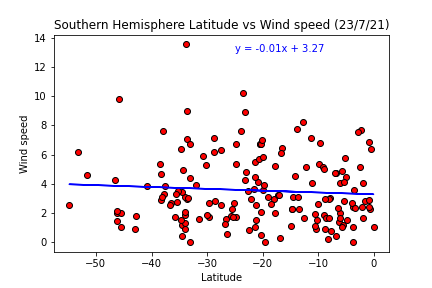 Southern Hemisphere Latitude vs Wind speed (23/7/21)
y = -0.01x + 3.27
14
12
10
8
6
4
2
0
Wind speed
−50 −40 −30 −20 −10 0
Latitude